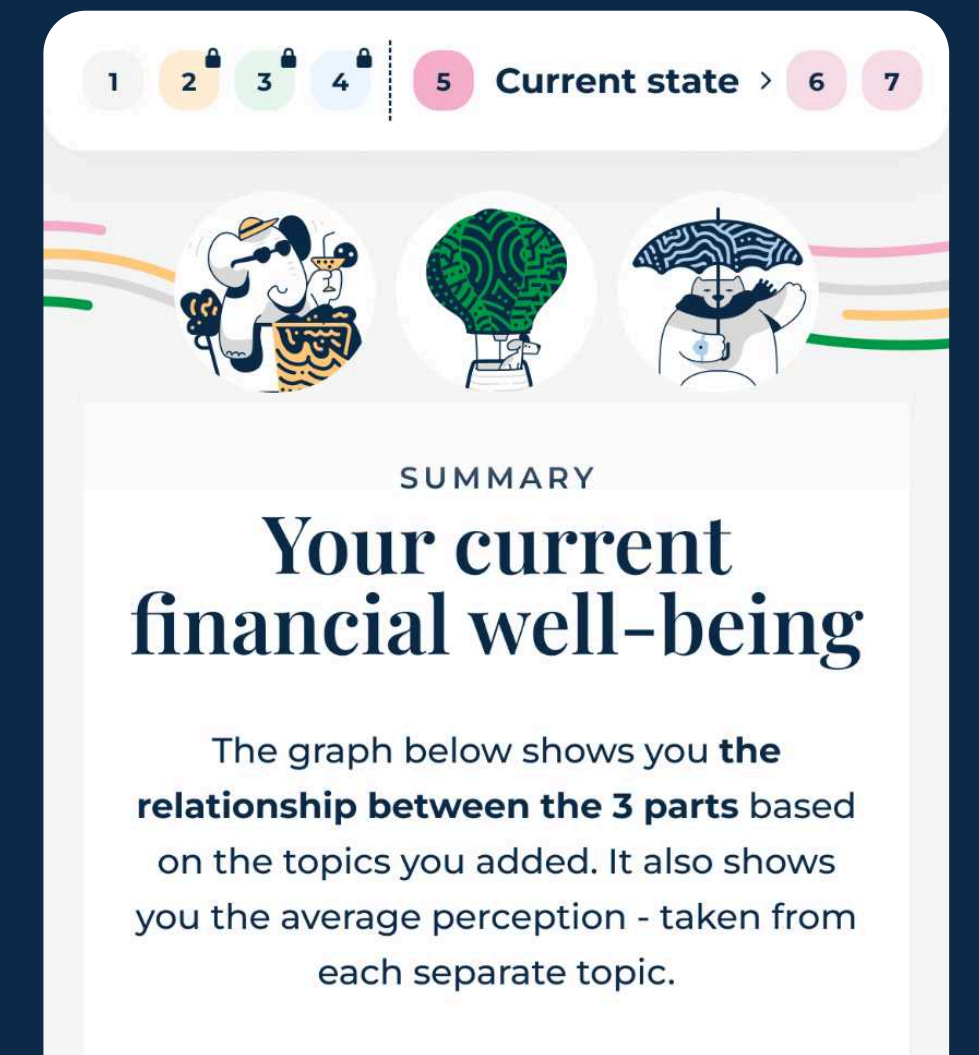 1 2 3 4 5 Current state > 6 7
SUMMARY
Your current
financial well-being
The graph below shows you the
relationship between the 3 parts based
on the topics you added. It also shows
you the average perception - taken from
each separate topic.